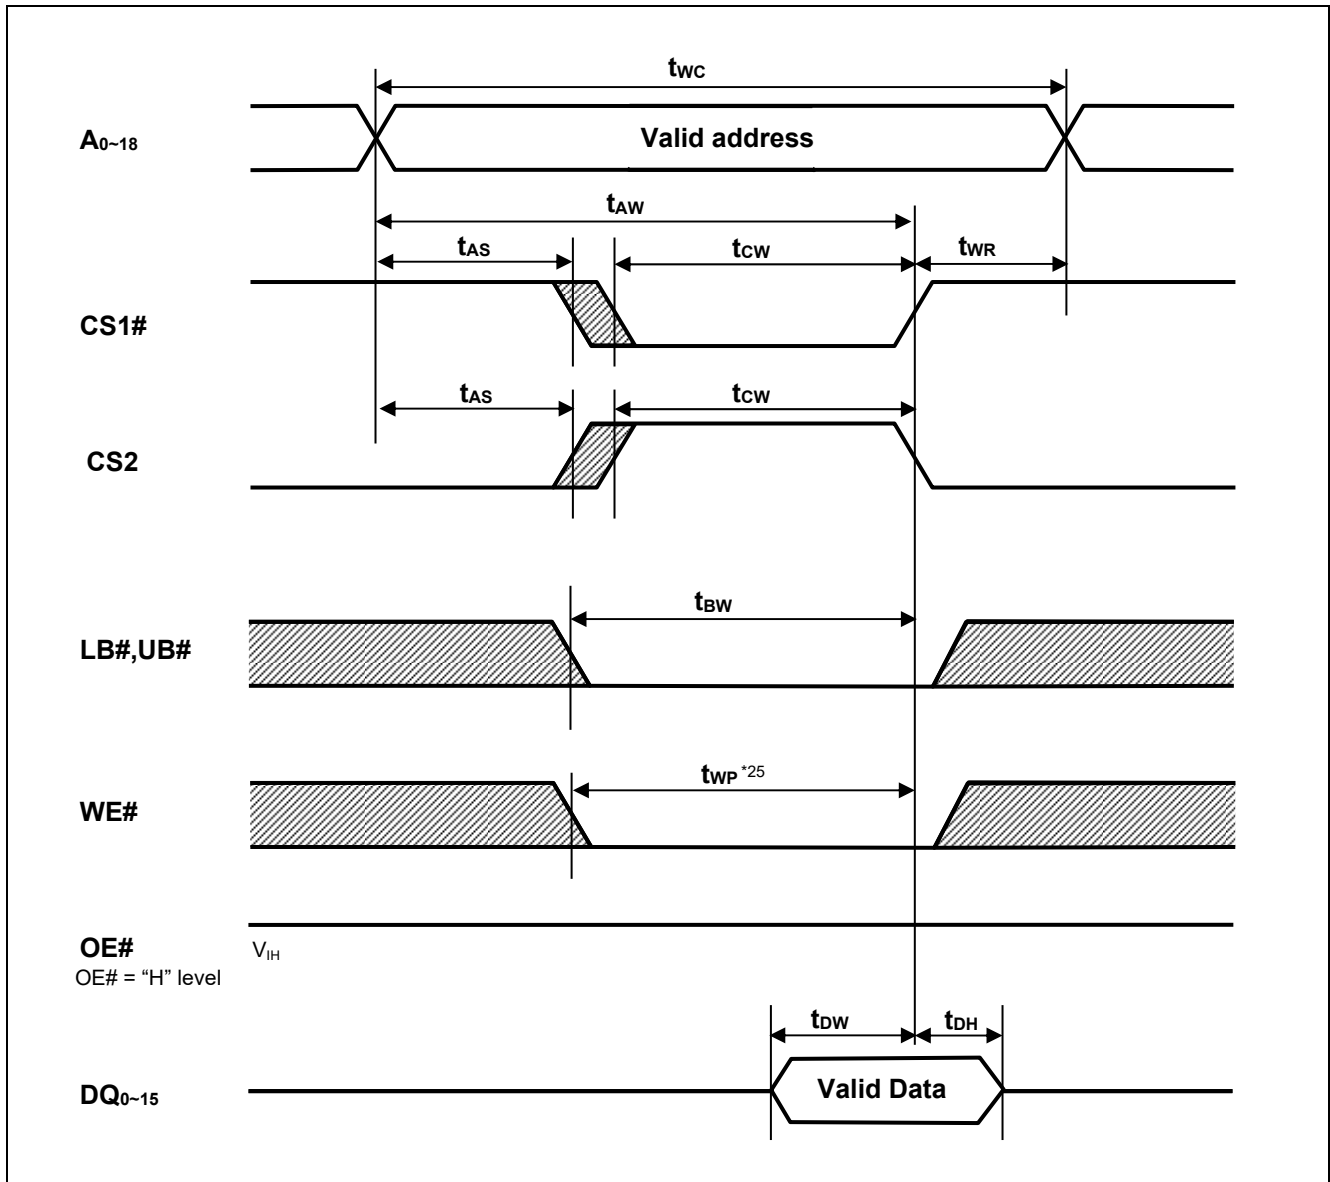 tWC
A0~18
Valid address
tAW
tAS
tCW
tWR
CS1#
tAS
tCW
CS2
tBW
LB#,UB#
tWP *25
WE#
OE#
VIH
OE# = “H” level
tDW
tDH
DQ0~15
Valid Data